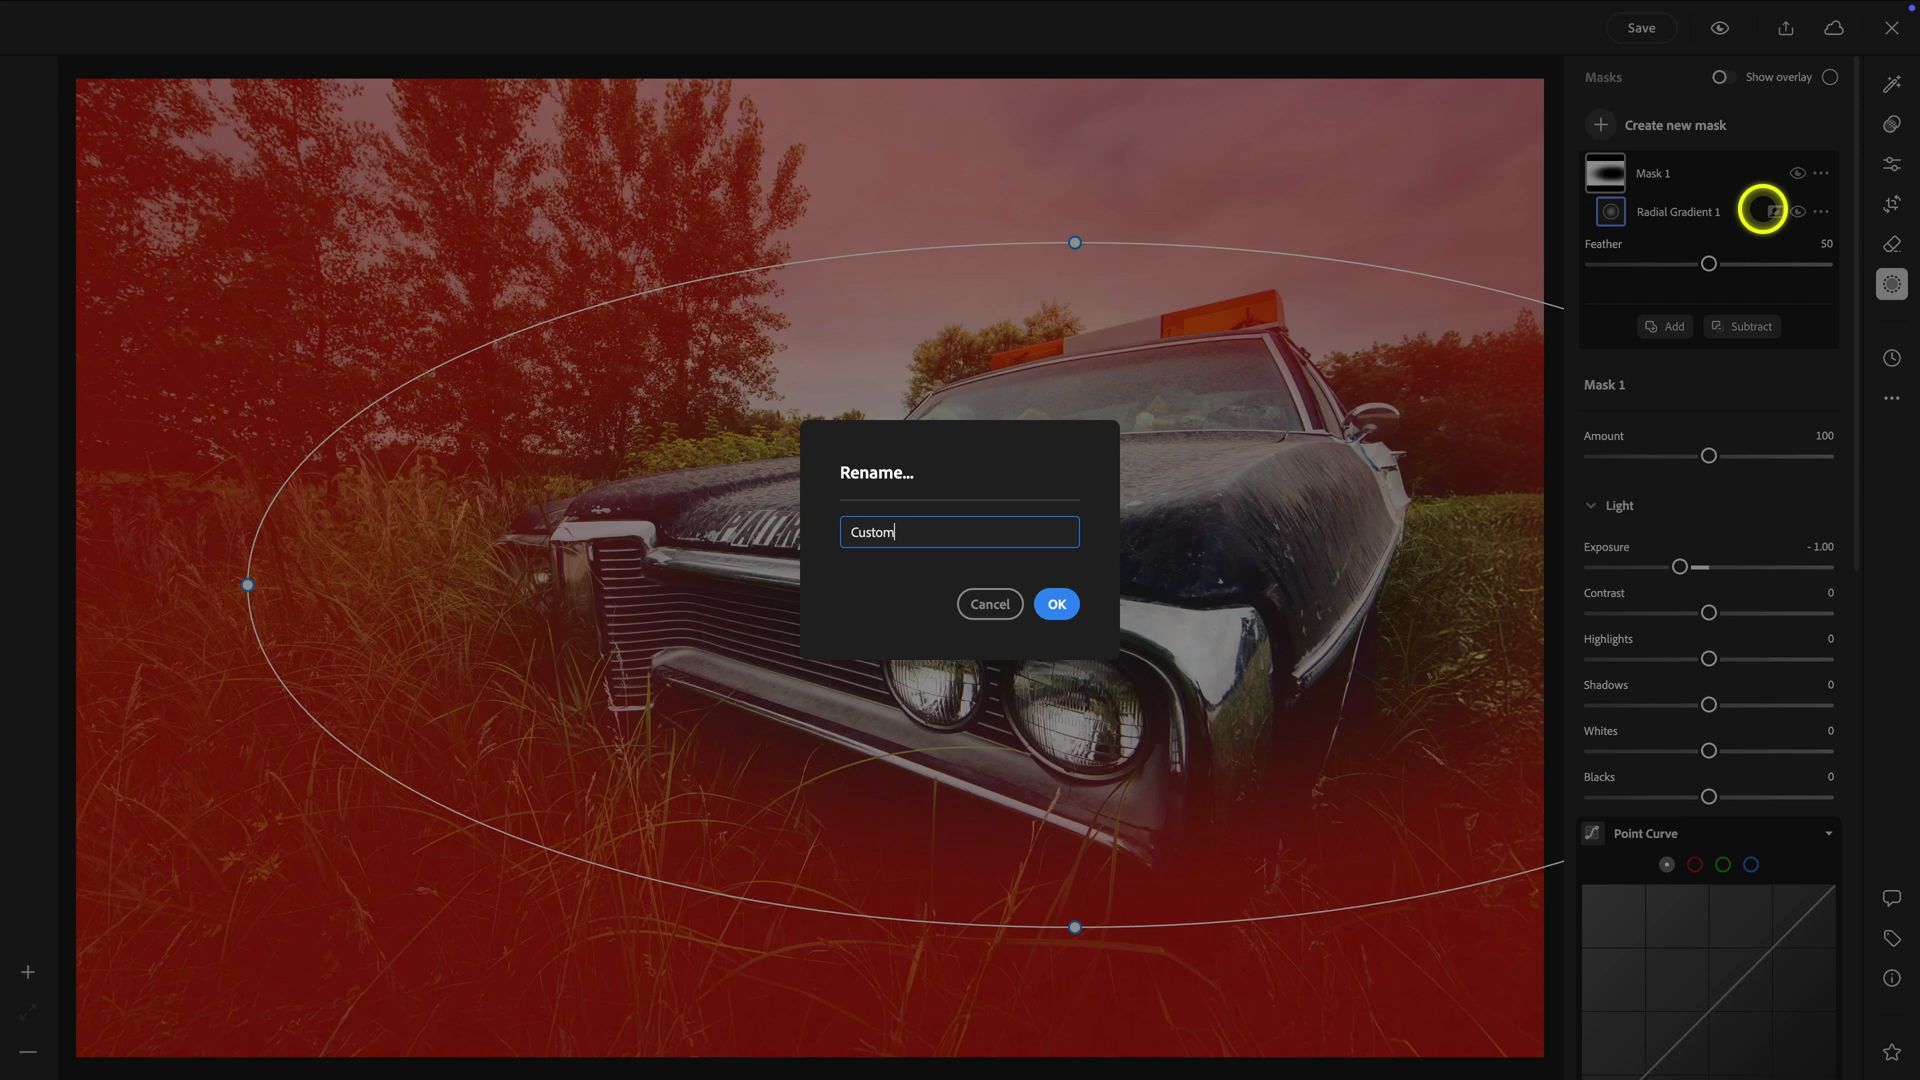 Save
Masks
Show overlay
Create new mask
Mask 1
Radial Gradient 1
Feather 50
Add Subtract
Mask 1
Amount 100
Light
Exposure - 1.00
Contrast 0
Highlights 0
Shadows 0
Whites 0
Blacks 0
Point Curve
Rename...
Custom
Cancel OK